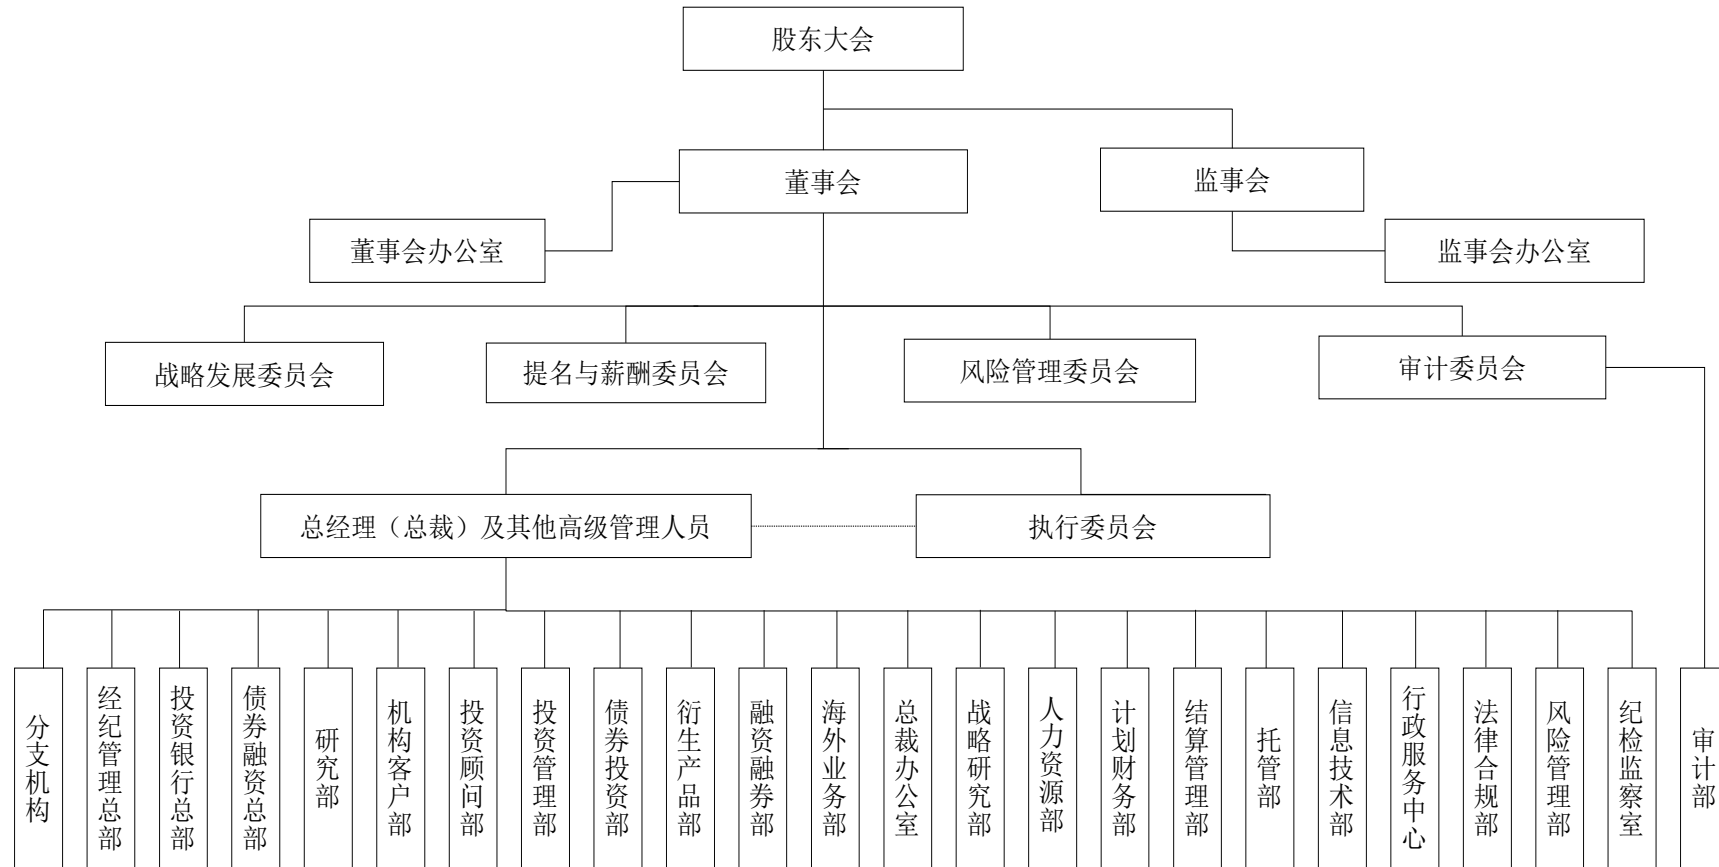 股东大会
董事会
监事会
董事会办公室
监事会办公室
战略发展委员会
提名与薪酬委员会
风险管理委员会
审计委员会
总经理（总裁）及其他高级管理人员
执行委员会
分支机构
经纪管理总部
投资银行总部
债券融资总部
研究部
机构客户部
投资顾问部
投资管理部
债券投资部
衍生产品部
融资融券部
海外业务部
总裁办公室
战略研究部
人力资源部
计划财务部
结算管理部
托管部
信息技术部
行政服务中心
法律合规部
风险管理部
纪检监察室
审计部